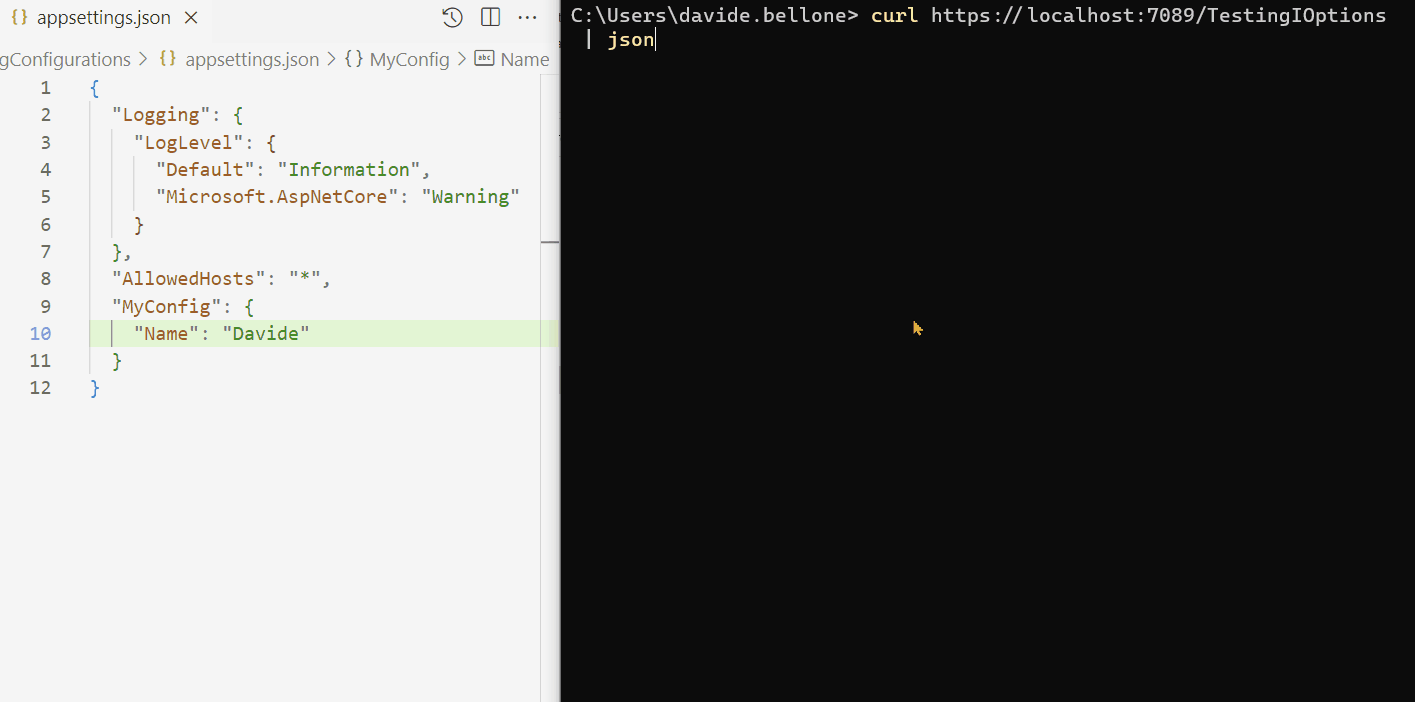 {} appsettings.json
gConfigurations > {} appsettings.json > {} MyConfig > abc Name
1 {
2 "Logging": {
3 "LogLevel": {
4 "Default": "Information",
5 "Microsoft.AspNetCore": "Warning"
6 }
7 },
8 "AllowedHosts": "*",
9 "MyConfig": {
10 "Name": "Davide"
11 }
12 }
C:\Users\davide.bellone> curl https://localhost:7089/TestingIOptions
| json